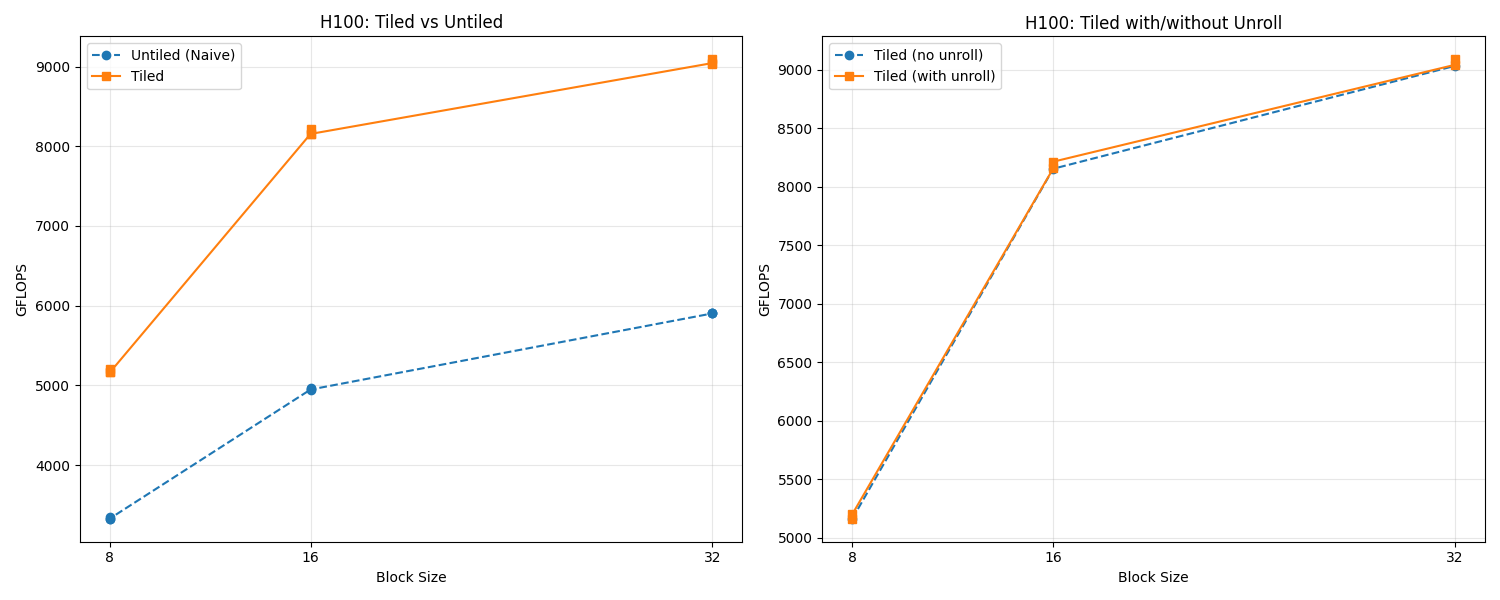 H100: Tiled vs Untiled
Untiled (Naive)
Tiled
GFLOPS
9000
8000
7000
6000
5000
4000
8
16
32
Block Size
H100: Tiled with/without Unroll
Tiled (no unroll)
Tiled (with unroll)
GFLOPS
9000
8500
8000
7500
7000
6500
6000
5500
5000
8
16
32
Block Size